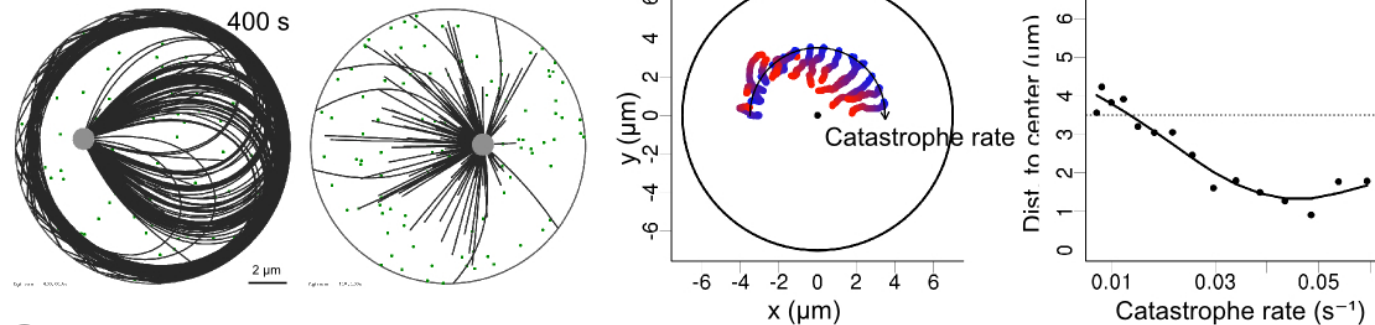 400 s
2 μm
6
4
2
0
-2
-4
-6
y (μm)
-6 -4 -2 0 2 4 6
x (μm)
Catastrophe rate
6
5
4
3
2
1
0
Dist. to center (μm)
0.01 0.03 0.05
Catastrophe rate (s⁻¹)